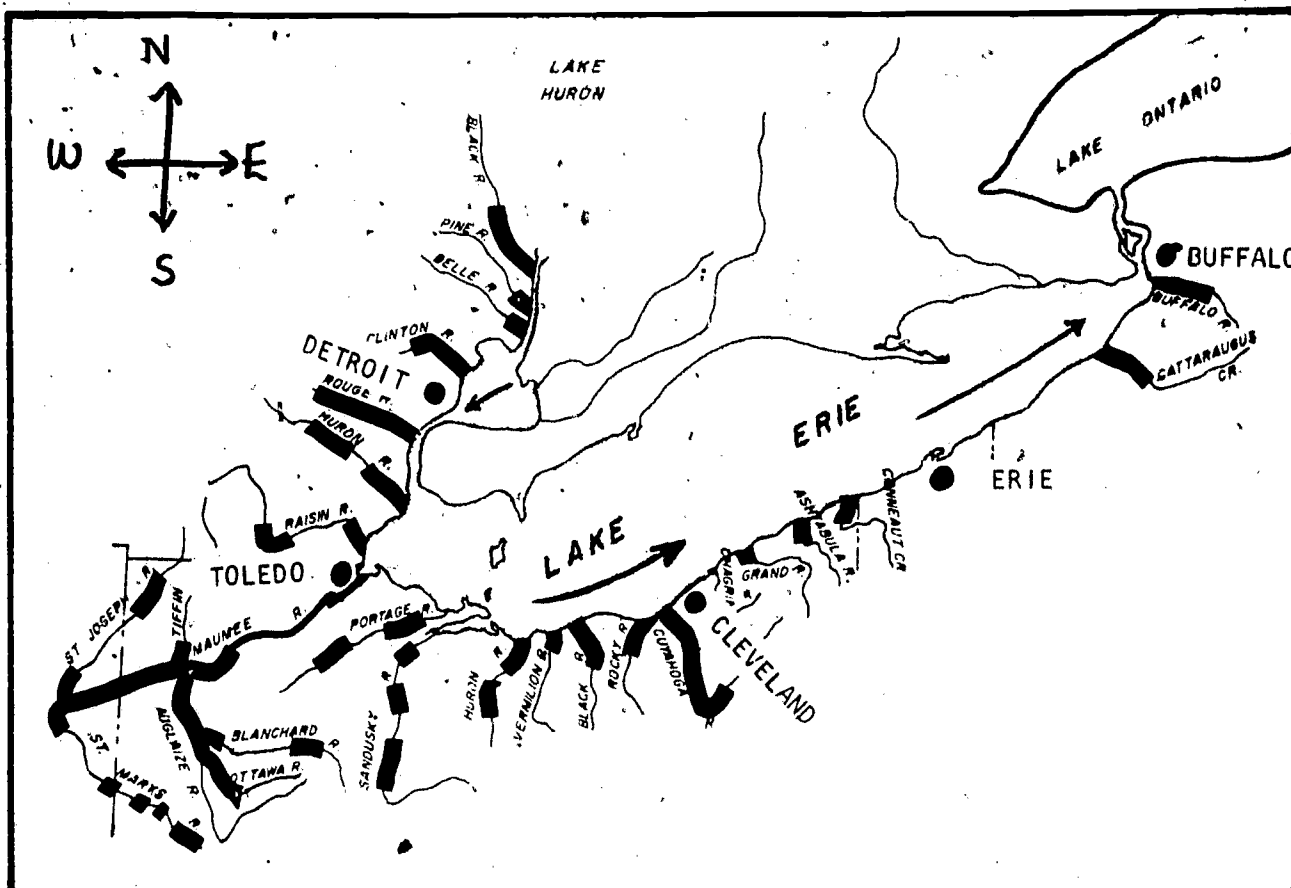 N
W
E
S
LAKE
HURON
LAKE ONTARIO
BLACK R.
PINE R.
BELLE R.
CLINTON R.
DETROIT
ROUGE R.
HURON R.
RAISIN R.
TOLEDO
BUFFALO
BUFFALO R.
CATTARAUGUS
CR.
LAKE ERIE
ERIE
CONNEAUT CR
ASHTABULA R.
GRAND R.
CHAGRIN R.
CLEVELAND
CUYAHOGA R.
ROCKY R.
BLACK R.
VERMILION R.
HURON R.
SANDUSKY R.
PORTAGE R.
MAUMEE R.
TIFFIN
ST JOSEPH R.
ST. MARYS R.
AUGLAIZE R.
BLANCHARD R.
OTTAWA R.